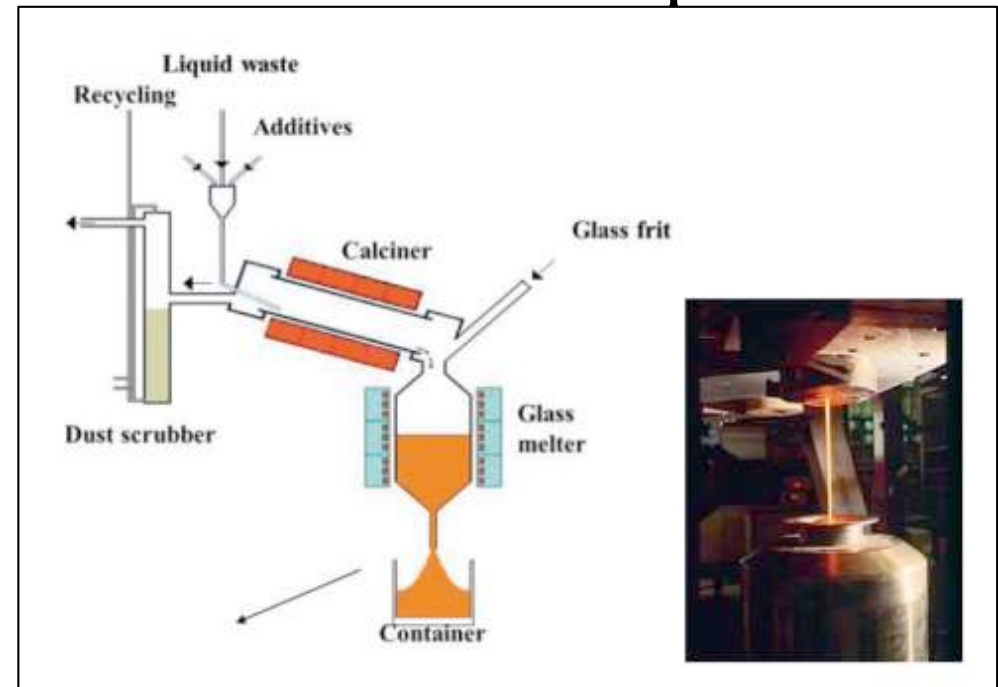 Liquid waste
Recycling
Additives
Calciner
Glass frit
Dust scrubber
Glass
melter
Container